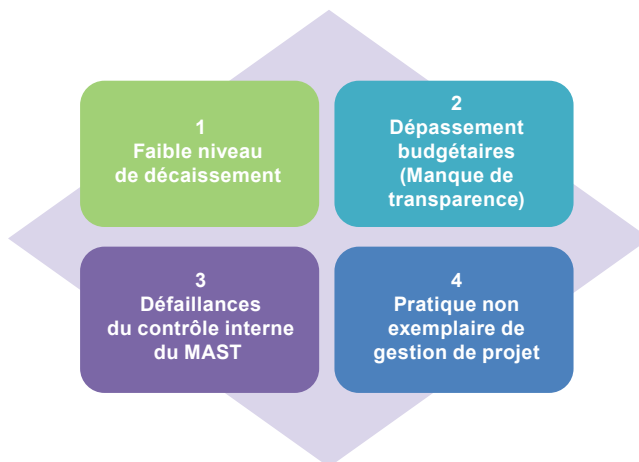 1
Faible niveau
de décaissement
2
Dépassement
budgétaires
(Manque de
transparence)
3
Défaillances
du contrôle interne
du MAST
4
Pratique non
exemplaire de
gestion de projet